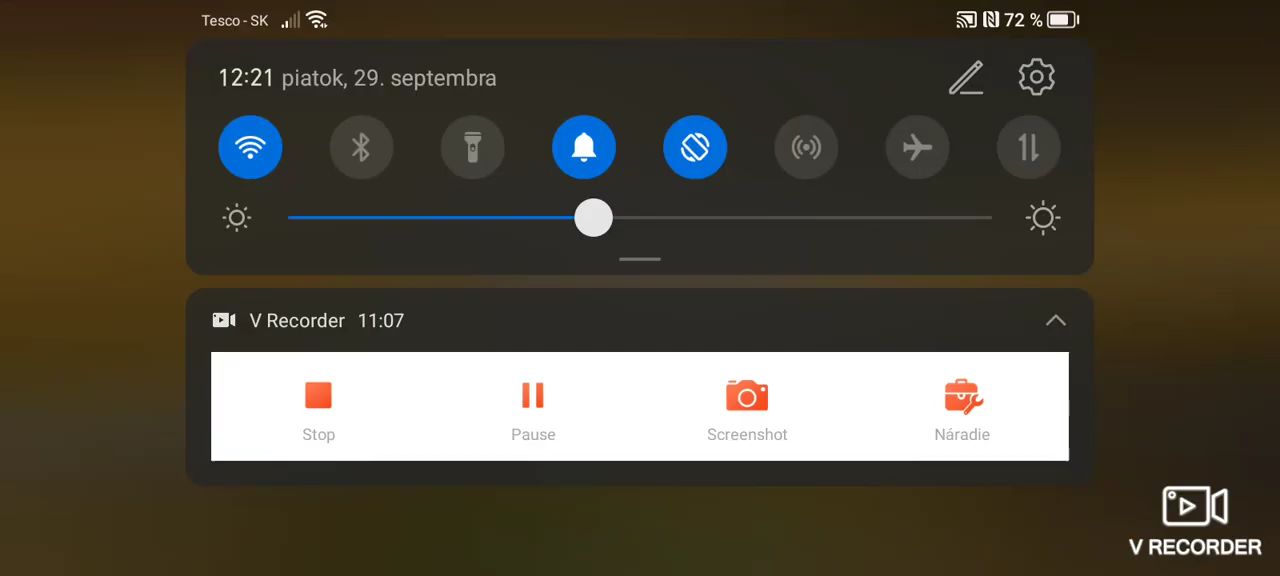 Tesco - SK
72 %
12:21 piatok, 29. septembra
V Recorder 11:07
Stop
Pause
Screenshot
Náradie
V RECORDER